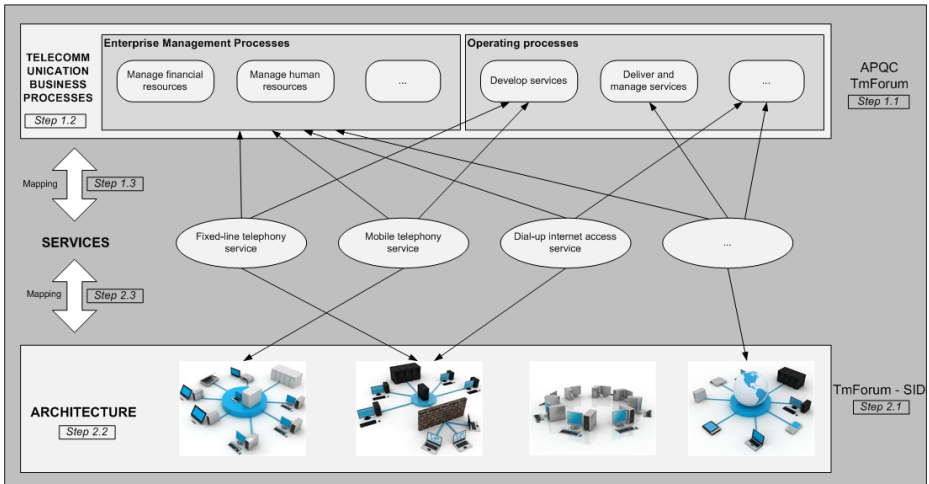 TELECOMM
UNICATION
BUSINESS
PROCESSES
Step 1.2
Enterprise Management Processes
Manage financial
resources
Manage human
resources
...
Operating processes
Develop services
Deliver and
manage services
...
APQC
TmForum
Step 1.1
Mapping
Step 1.3
SERVICES
Fixed-line telephony
service
Mobile telephony
service
Dial-up internet access
service
...
Mapping
Step 2.3
ARCHITECTURE
Step 2.2
TmForum - SID
Step 2.1